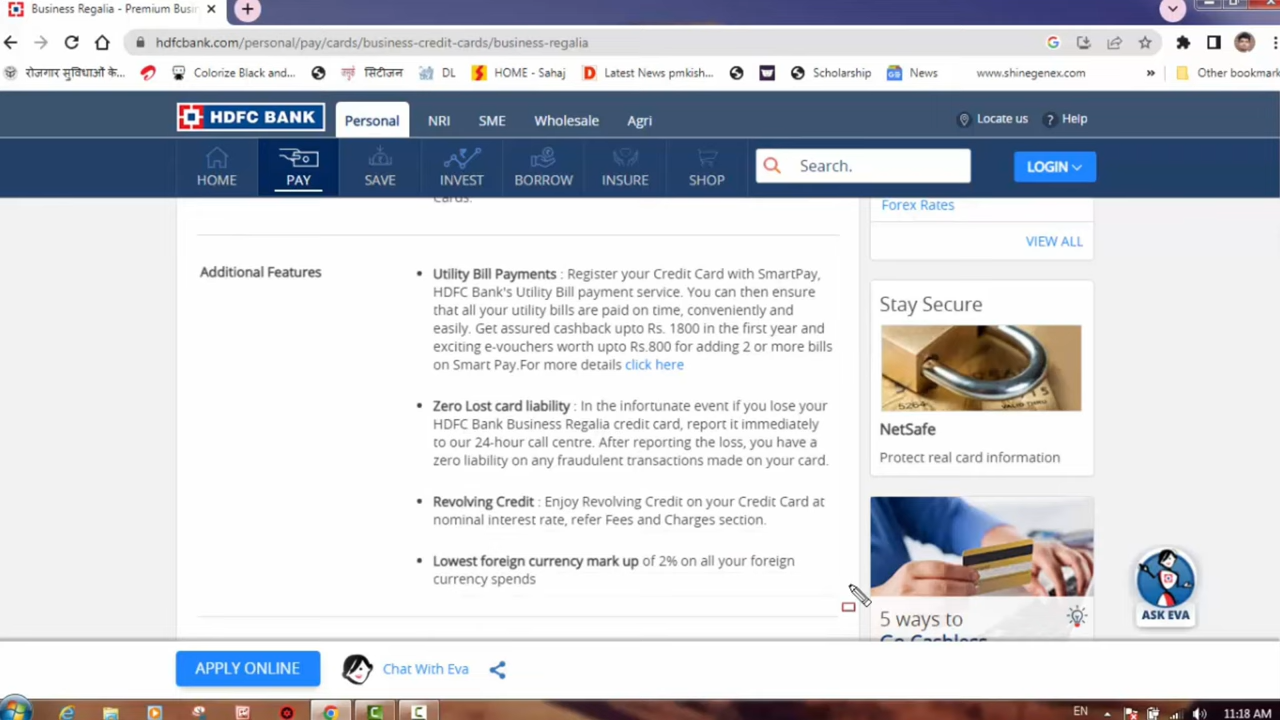 Business Regalia - Premium Busi
hdfcbank.com/personal/pay/cards/business-credit-cards/business-regalia
रोजगार सुविधाओं के... Colorize Black and... सिटीजन DL HOME - Sahaj Latest News pmkish... Scholarship News www.shinegenex.com » Other bookmark
HDFC BANK Personal NRI SME Wholesale Agri Locate us ? Help
HOME PAY SAVE INVEST BORROW INSURE SHOP Search. LOGIN
Cards.
Additional Features
Utility Bill Payments : Register your Credit Card with SmartPay,
HDFC Bank's Utility Bill payment service. You can then ensure
that all your utility bills are paid on time, conveniently and
easily. Get assured cashback upto Rs. 1800 in the first year and
exciting e-vouchers worth upto Rs.800 for adding 2 or more bills
on Smart Pay.For more details click here
Zero Lost card liability : In the infortunate event if you lose your
HDFC Bank Business Regalia credit card, report it immediately
to our 24-hour call centre. After reporting the loss, you have a
zero liability on any fraudulent transactions made on your card.
Revolving Credit : Enjoy Revolving Credit on your Credit Card at
nominal interest rate, refer Fees and Charges section.
Lowest foreign currency mark up of 2% on all your foreign
currency spends
Forex Rates
VIEW ALL
Stay Secure
NetSafe
Protect real card information
5 ways to
Go Cashless
ASK EVA
APPLY ONLINE Chat With Eva
EN 11:18 AM